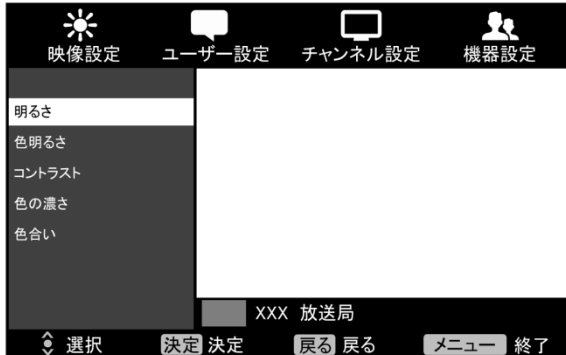 映像設定 ユーザー設定 チャンネル設定 機器設定
明るさ
色明るさ
コントラスト
色の濃さ
色合い
XXX 放送局
選択 決定 決定 戻る 戻る メニュー 終了